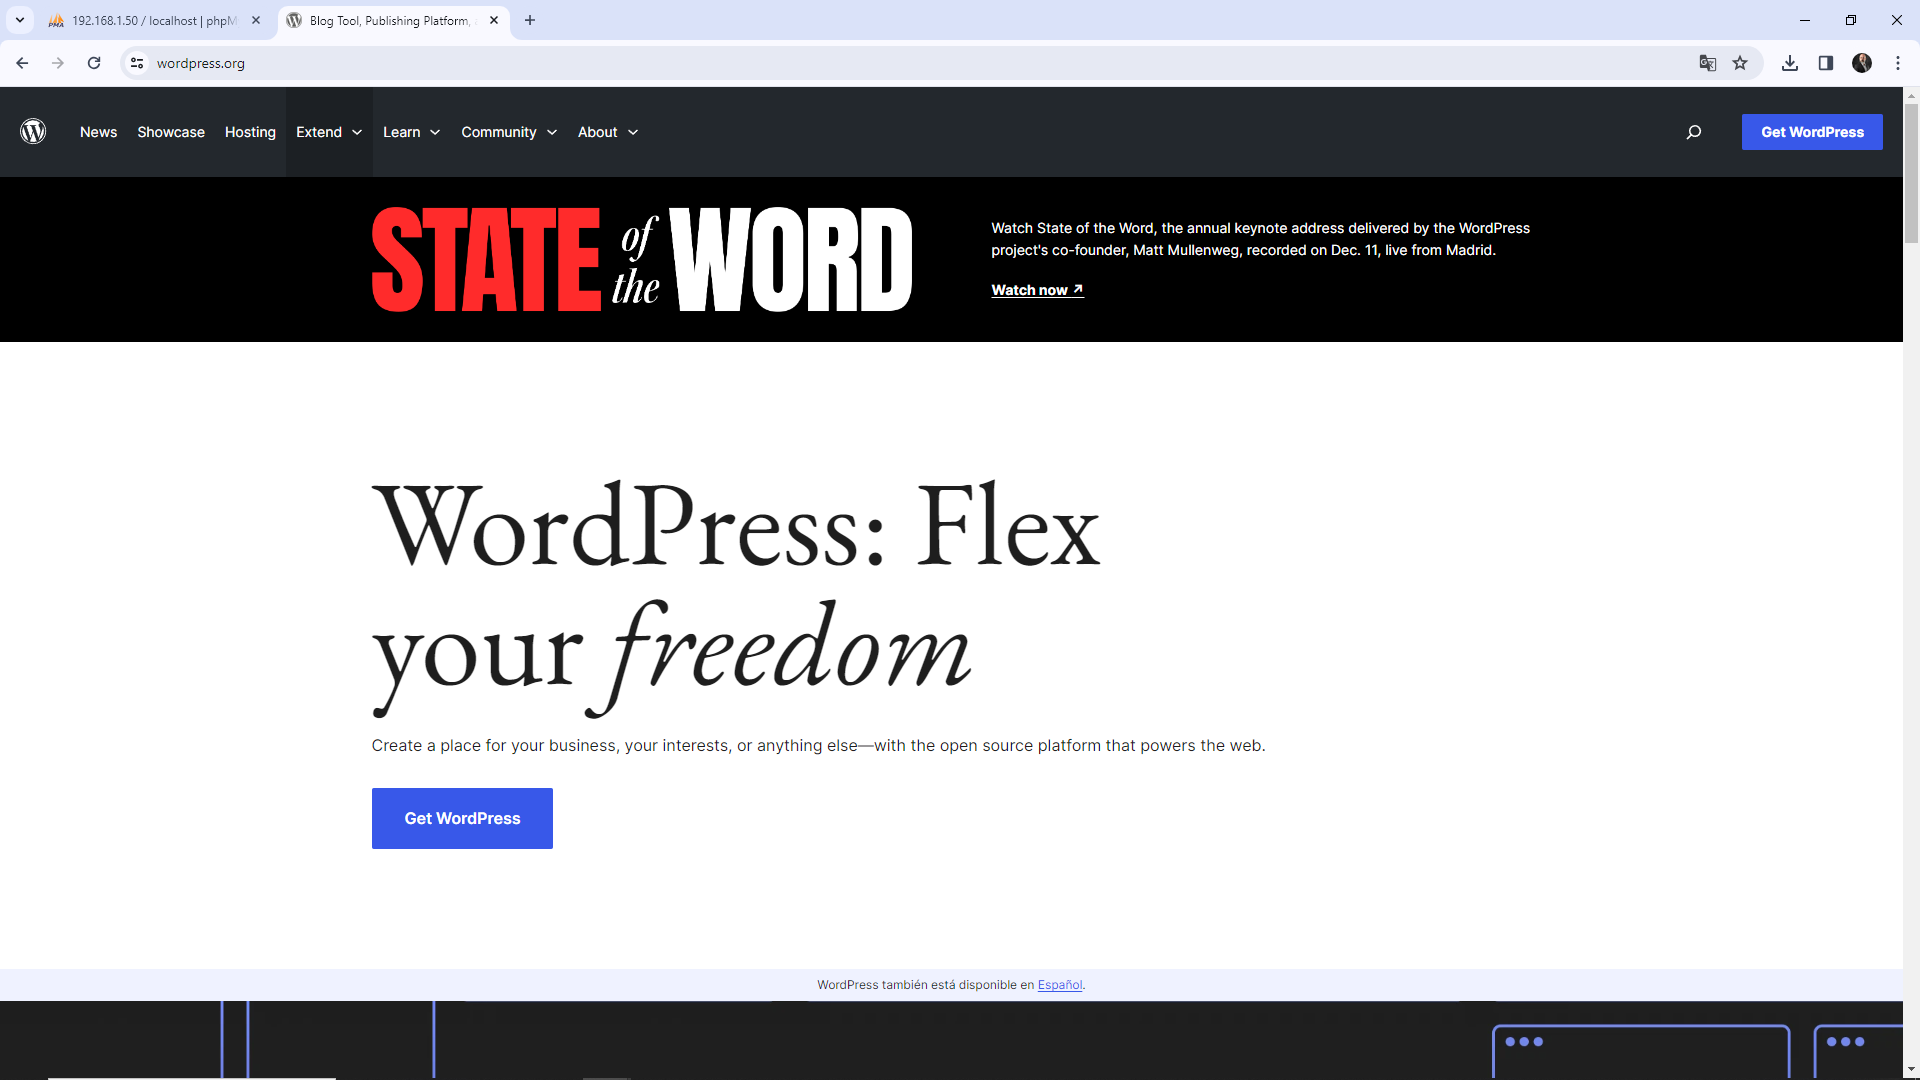 192.168.1.50 / localhost | phpM
Blog Tool, Publishing Platform,
wordpress.org
News Showcase Hosting Extend Learn Community About
Get WordPress
STATE of the WORD
Watch State of the Word, the annual keynote address delivered by the WordPress
project's co-founder, Matt Mullenweg, recorded on Dec. 11, live from Madrid.
Watch now ↗
WordPress: Flex
your freedom
Create a place for your business, your interests, or anything else—with the open source platform that powers the web.
Get WordPress
WordPress también está disponible en Español.